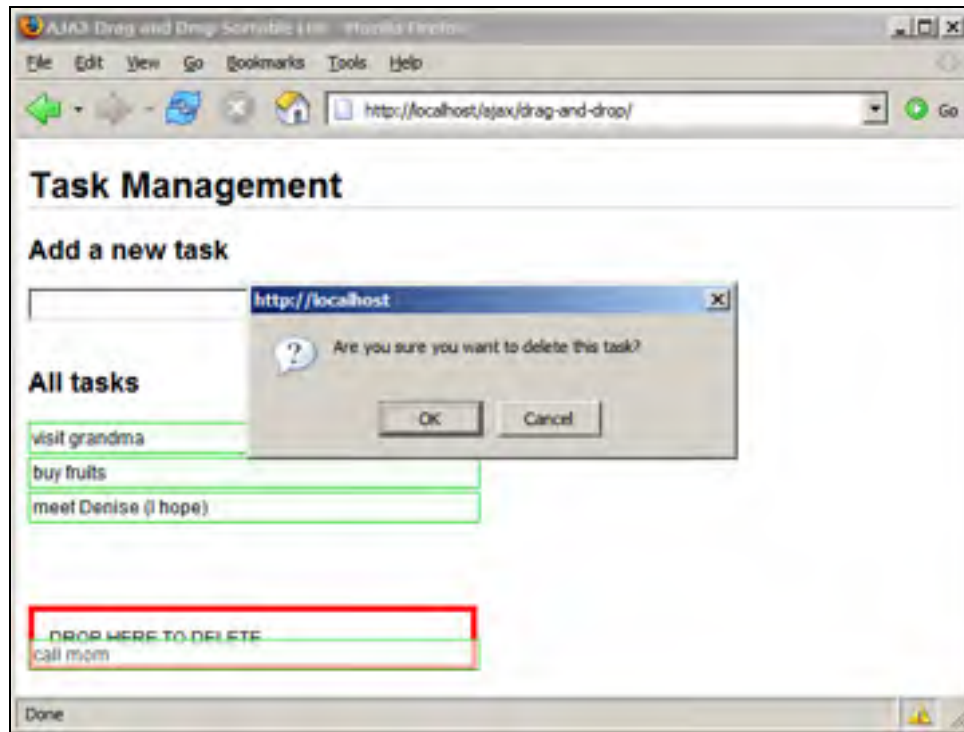 AJAX Drag and Drop Sortable List - Mozilla Firefox
File Edit View Go Bookmarks Tools Help
http://localhost/ajax/drag-and-drop/ Go
Task Management
Add a new task
http://localhost
Are you sure you want to delete this task?
OK Cancel
All tasks
visit grandma
buy fruits
meet Denise (I hope)
DROP HERE TO DELETE
call mom
Done